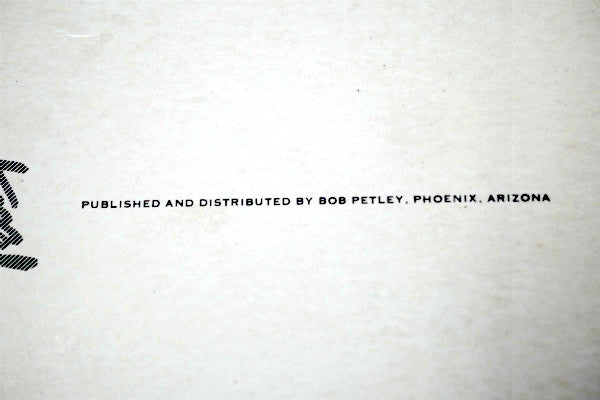 PUBLISHED AND DISTRIBUTED BY BOB PETLEY, PHOENIX, ARIZONA